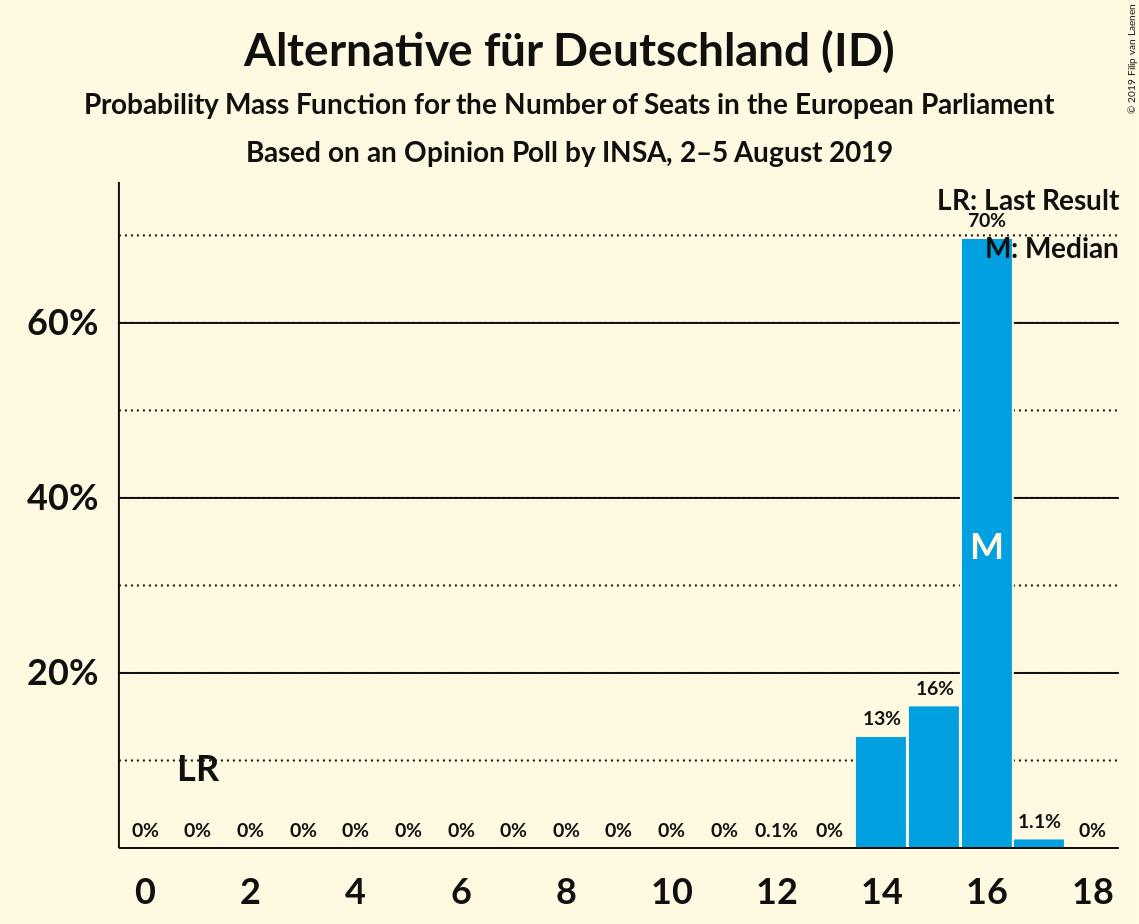 Alternative für Deutschland (ID)
Probability Mass Function for the Number of Seats in the European Parliament
Based on an Opinion Poll by INSA, 2–5 August 2019
© 2019 Filip van Laenen
LR: Last Result
M: Median
70%
60%
40%
M
20%
16%
13%
LR
0% 0% 0% 0% 0% 0% 0% 0% 0% 0% 0% 0% 0.1% 0% 1.1% 0%
0 2 4 6 8 10 12 14 16 18